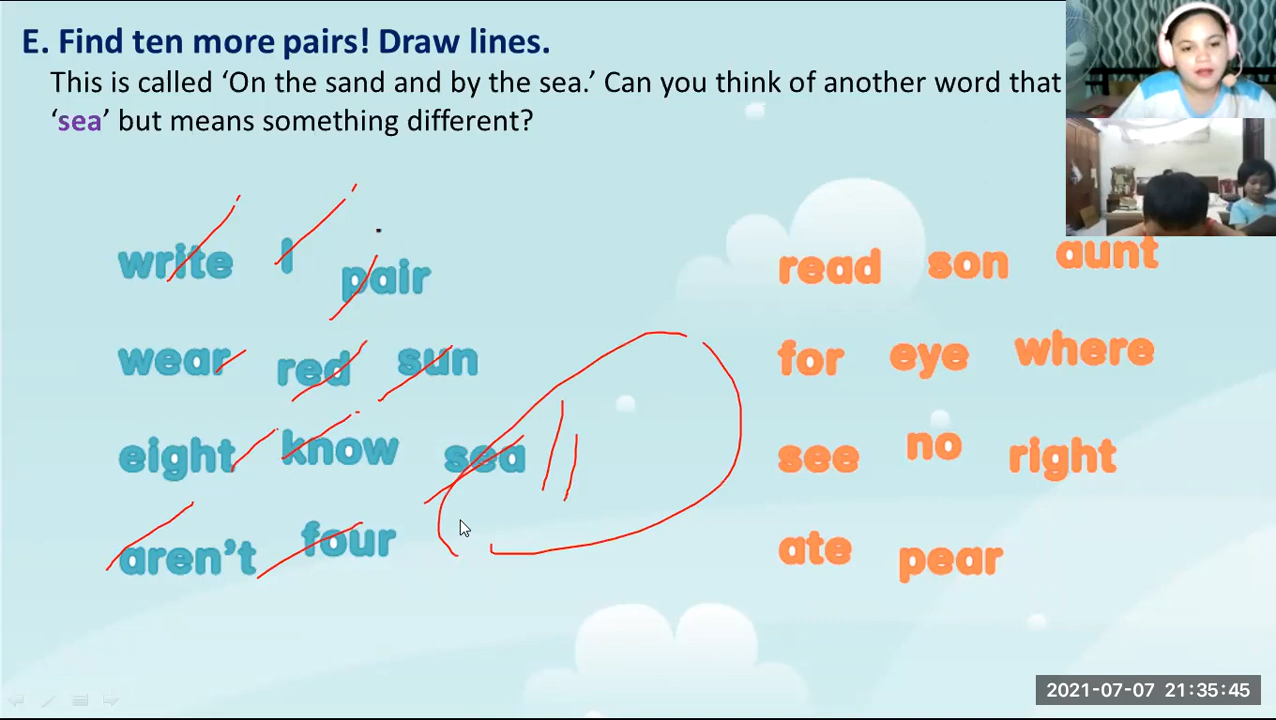 E. Find ten more pairs! Draw lines.
This is called ‘On the sand and by the sea.’ Can you think of another word that
‘sea’ but means something different?
write I pair
read son aunt
wear red sun
for eye where
eight know sea
see no right
aren’t four
ate pear
2021-07-07 21:35:45